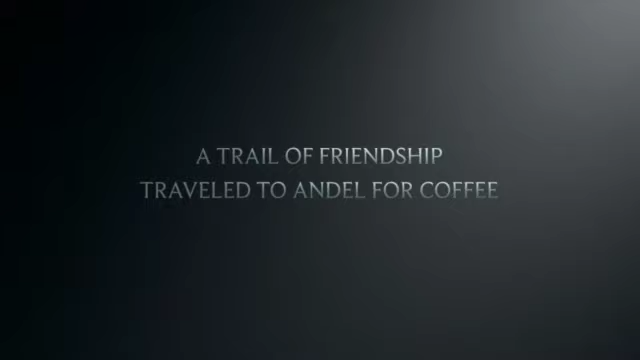 A TRAIL OF FRIENDSHIP
TRAVELED TO ANDEL FOR COFFEE